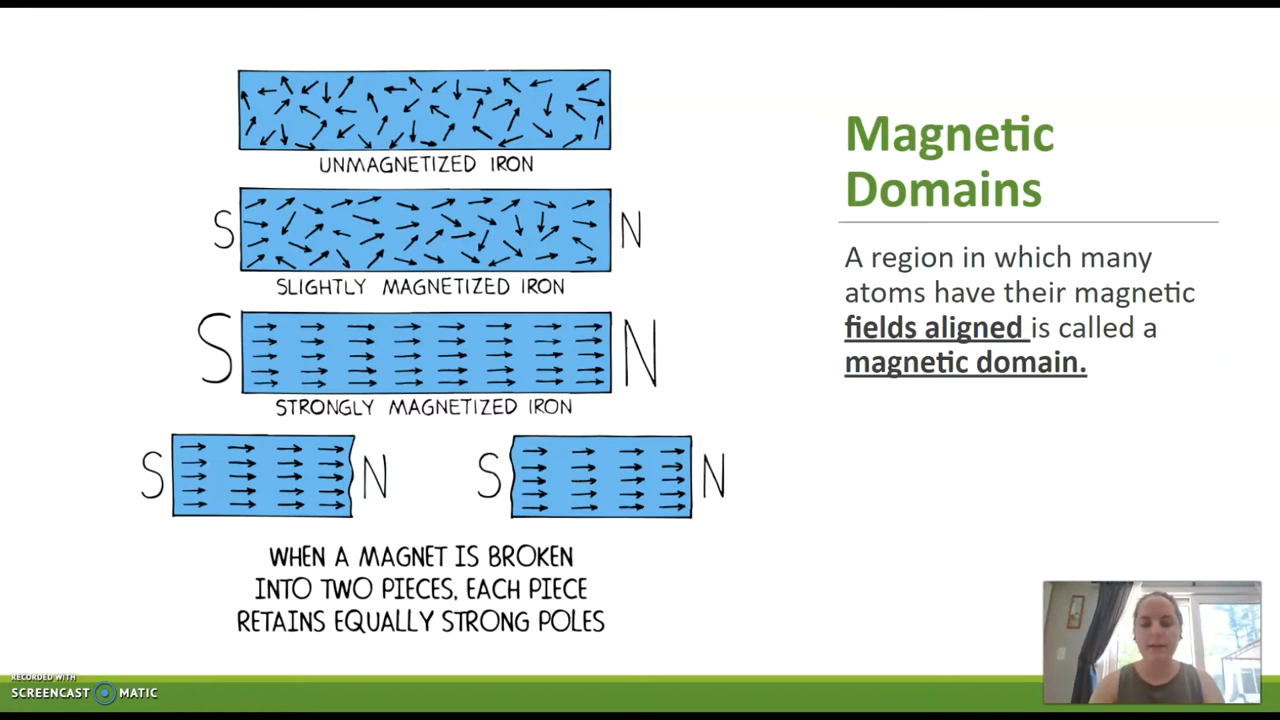 UNMAGNETIZED IRON
S N
SLIGHTLY MAGNETIZED IRON
S N
STRONGLY MAGNETIZED IRON
S N S N
WHEN A MAGNET IS BROKEN
INTO TWO PIECES, EACH PIECE
RETAINS EQUALLY STRONG POLES
Magnetic
Domains
A region in which many
atoms have their magnetic
fields aligned is called a
magnetic domain.
RECORDED WITH
SCREENCAST MATIC